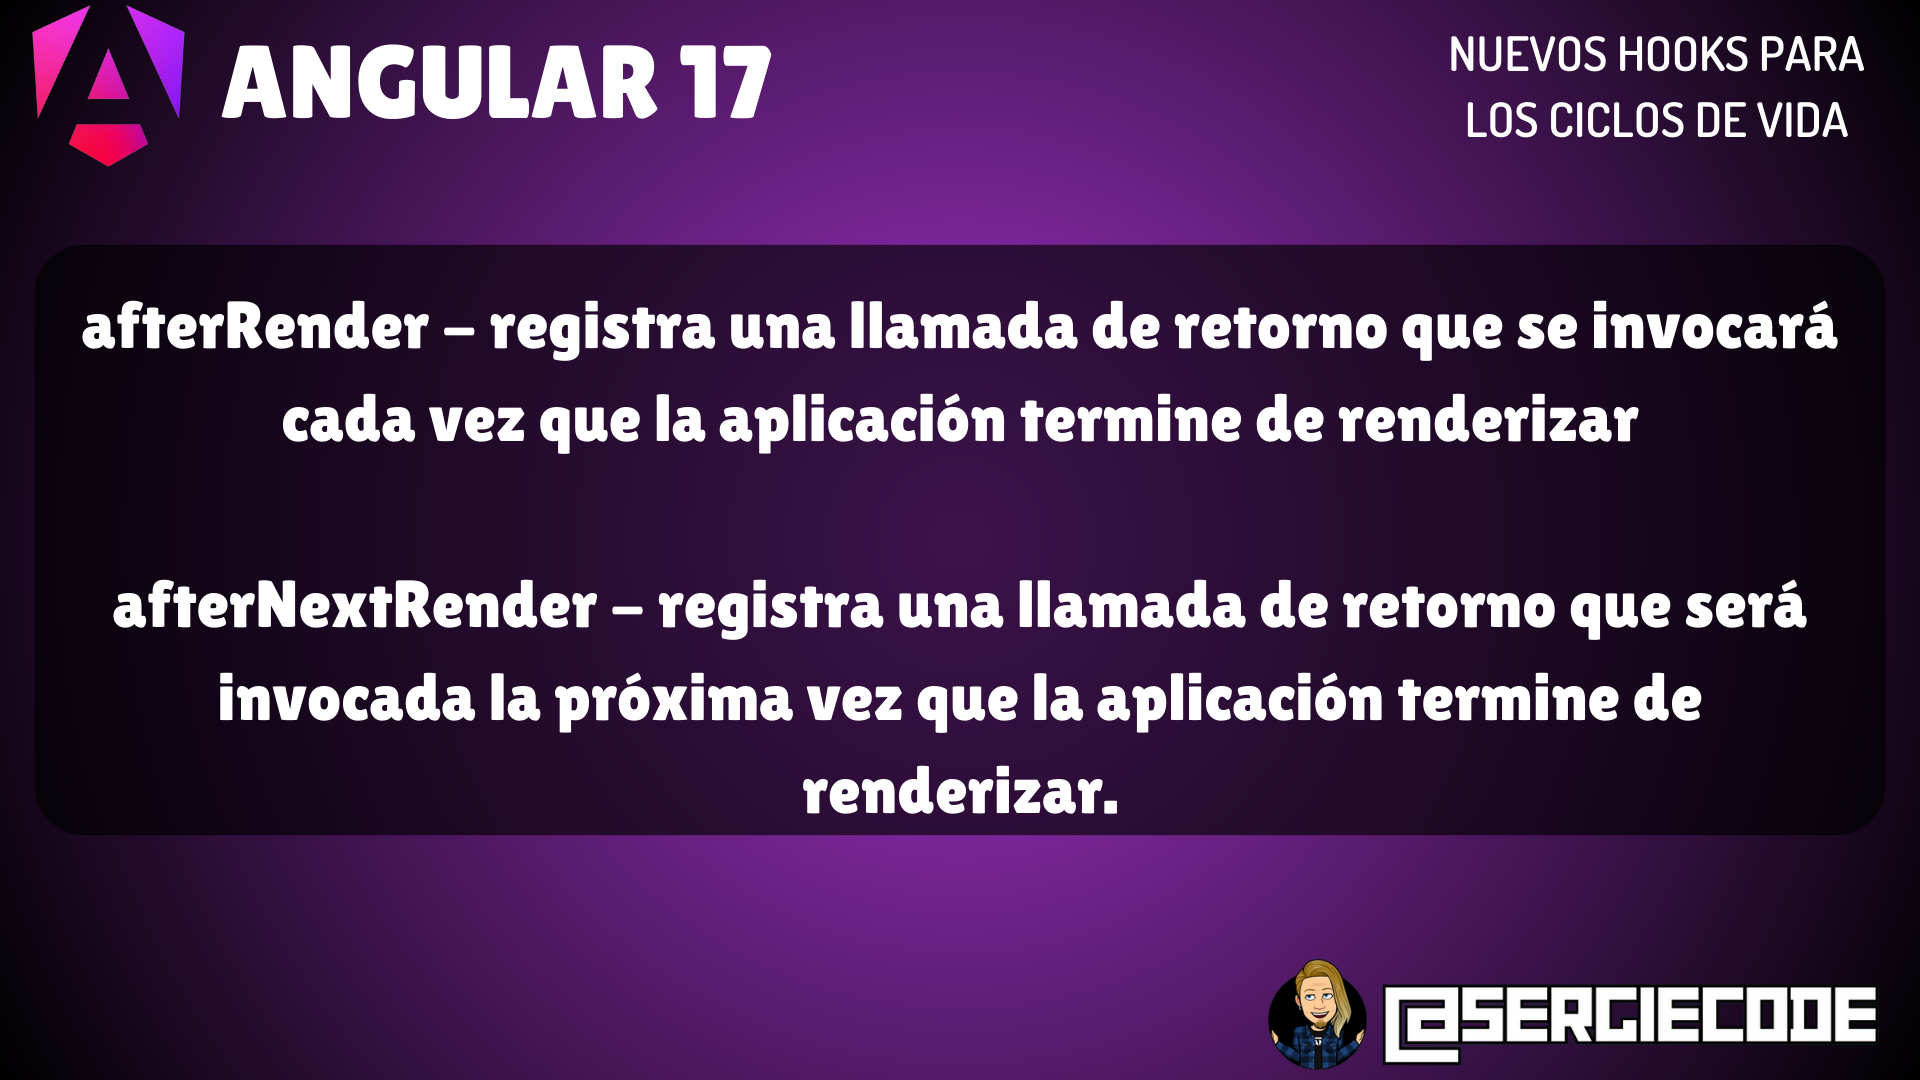 ANGULAR 17
NUEVOS HOOKS PARA
LOS CICLOS DE VIDA
afterRender – registra una llamada de retorno que se invocará
cada vez que la aplicación termine de renderizar
afterNextRender – registra una llamada de retorno que será
invocada la próxima vez que la aplicación termine de
renderizar.
@SERGIECODE